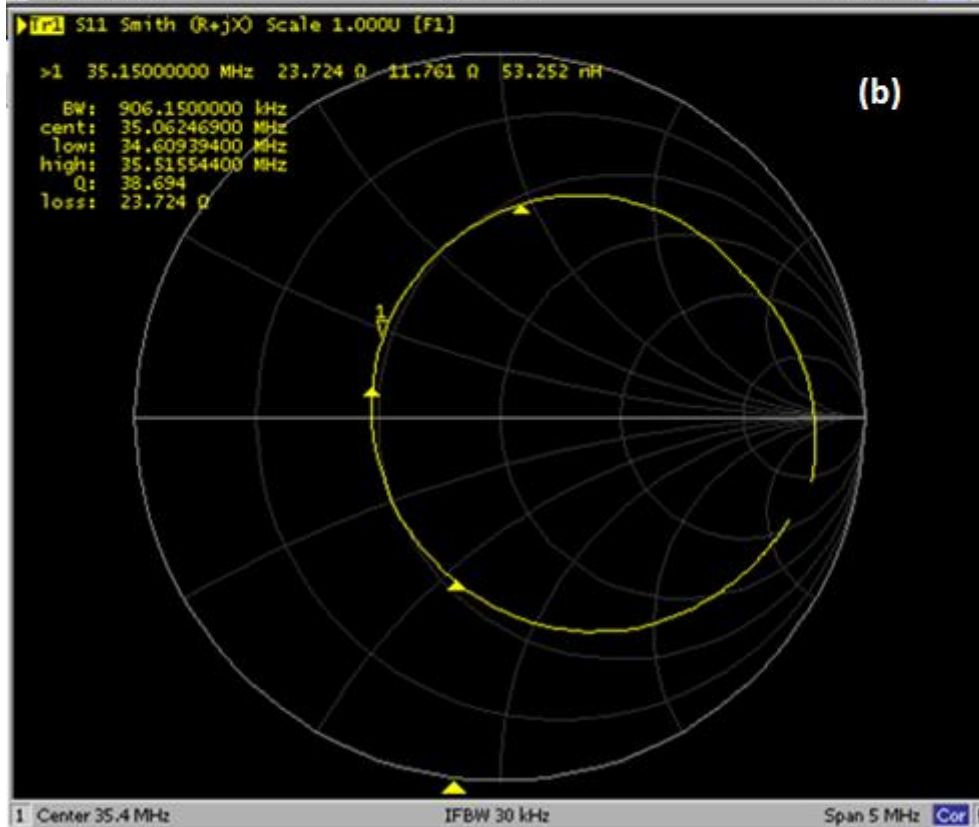 Tr1 S11 Smith (R+jX) Scale 1.000U [F1]
>1 35.15000000 MHz 23.724 Ω 11.761 Ω 53.252 nH
(b)
BW: 906.1500000 kHz
cent: 35.06246900 MHz
low: 34.60939400 MHz
high: 35.51554400 MHz
Q: 38.694
loss: 23.724 Ω
1
1 Center 35.4 MHz IFBW 30 kHz Span 5 MHz Cor